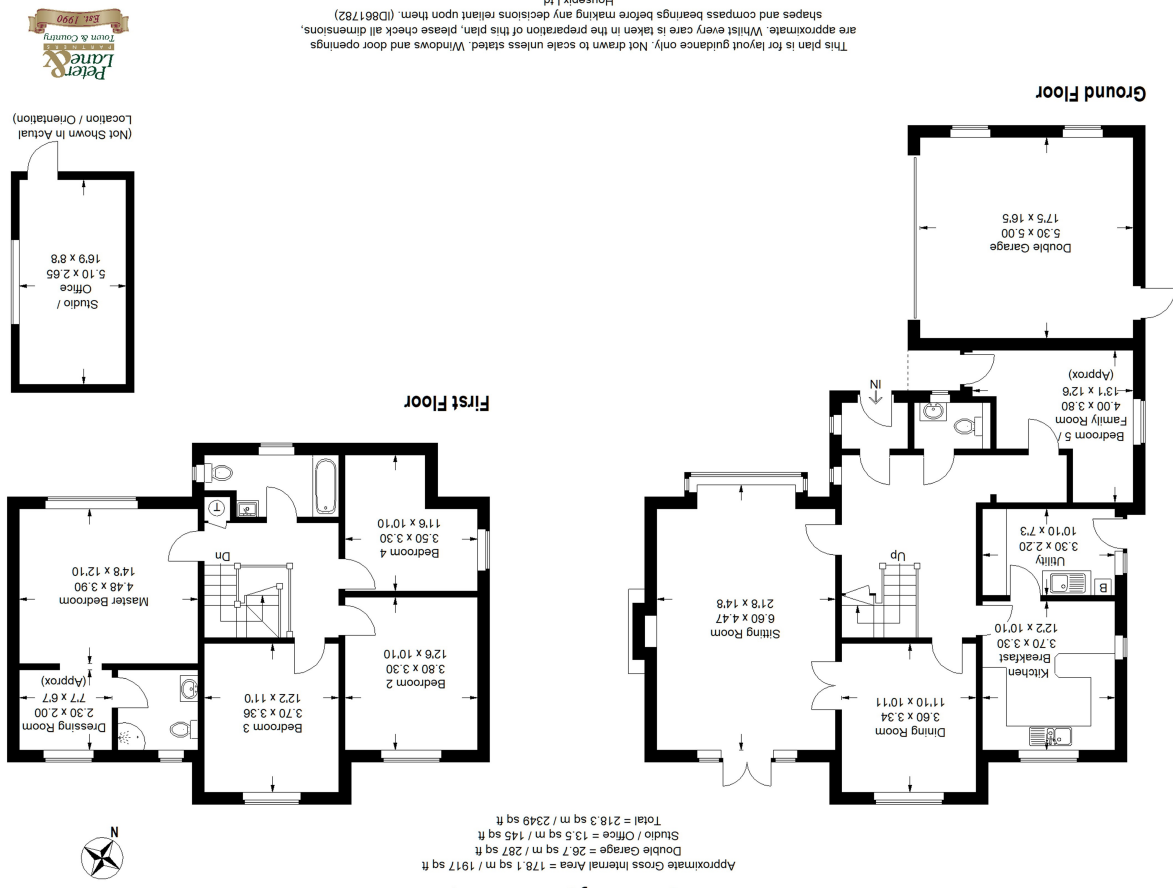 Approximate Gross Internal Area = 178.1 sq m / 1917 sq ft
Double Garage = 26.7 sq m / 287 sq ft
Studio / Office = 13.5 sq m / 145 sq ft
Total = 218.3 sq m / 2349 sq ft
N
Kitchen
Breakfast
3.70 x 3.30
12'2 x 10'10
Dining Room
3.60 x 3.34
11'10 x 10'11
Sitting Room
6.60 x 4.47
21'8 x 14'8
B
Utility
3.30 x 2.20
10'10 x 7'3
Up
Bedroom 5 /
Family Room
4.00 x 3.80
13'1 x 12'6
(Approx)
IN
Double Garage
5.30 x 5.00
17'5 x 16'5
Ground Floor
Bedroom 2
3.80 x 3.30
12'6 x 10'10
Bedroom 3
3.70 x 3.36
12'2 x 11'0
Dressing Room
2.30 x 2.00
7'7 x 6'7
(Approx)
Master Bedroom
4.48 x 3.90
14'8 x 12'10
Dn
T
Bedroom 4
3.50 x 3.30
11'6 x 10'10
First Floor
Studio /
Office
5.10 x 2.65
16'9 x 8'8
(Not Shown In Actual
Location / Orientation)
This plan is for layout guidance only. Not drawn to scale unless stated. Windows and door openings
are approximate. Whilst every care is taken in the preparation of this plan, please check all dimensions,
shapes and compass bearings before making any decisions reliant upon them. (ID861782)
Housepix Ltd
Peter &
Lane
PARTNERS
Town & Country
Est. 1990